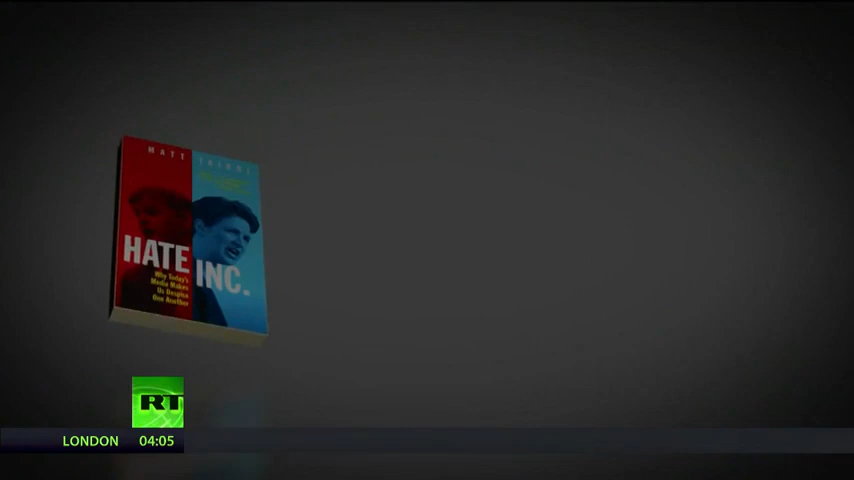 MATT TAIBBI
HATE
INC.
Why Today's
Media Makes
Us Despise
One Another
RT
LONDON 04:05